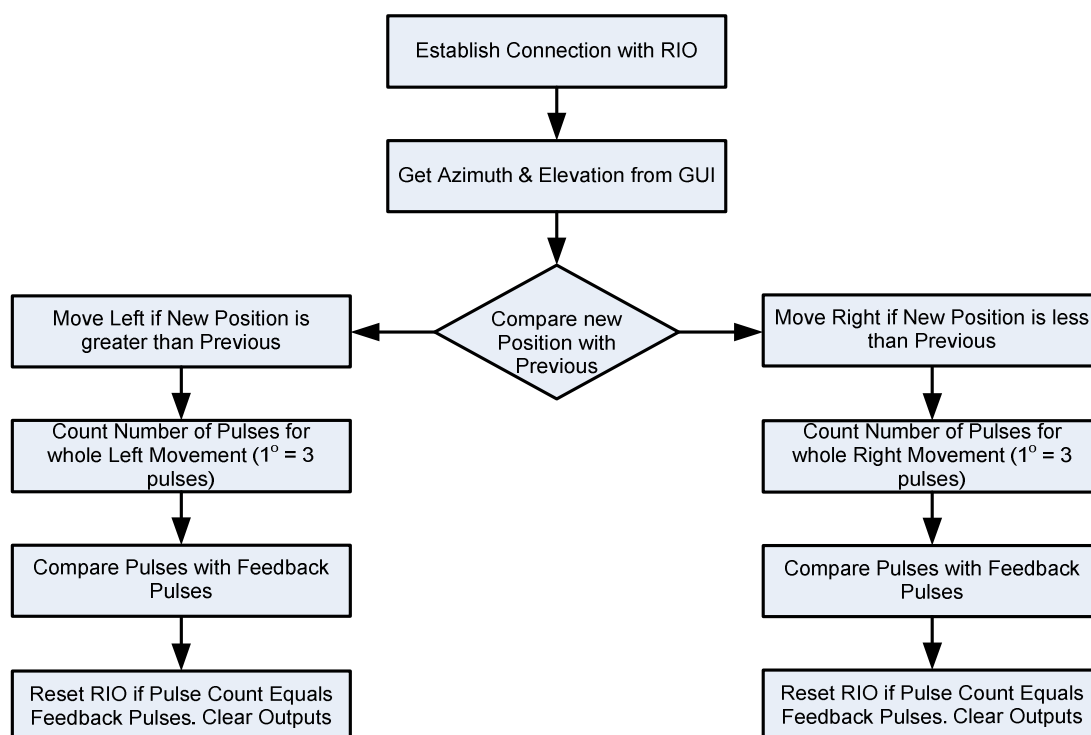 Establish Connection with RIO
Get Azimuth & Elevation from GUI
Compare new
Position with
Previous
Move Left if New Position is
greater than Previous
Count Number of Pulses for
whole Left Movement (1º = 3
pulses)
Compare Pulses with Feedback
Pulses
Reset RIO if Pulse Count Equals
Feedback Pulses. Clear Outputs
Move Right if New Position is less
than Previous
Count Number of Pulses for
whole Right Movement (1º = 3
pulses)
Compare Pulses with Feedback
Pulses
Reset RIO if Pulse Count Equals
Feedback Pulses. Clear Outputs